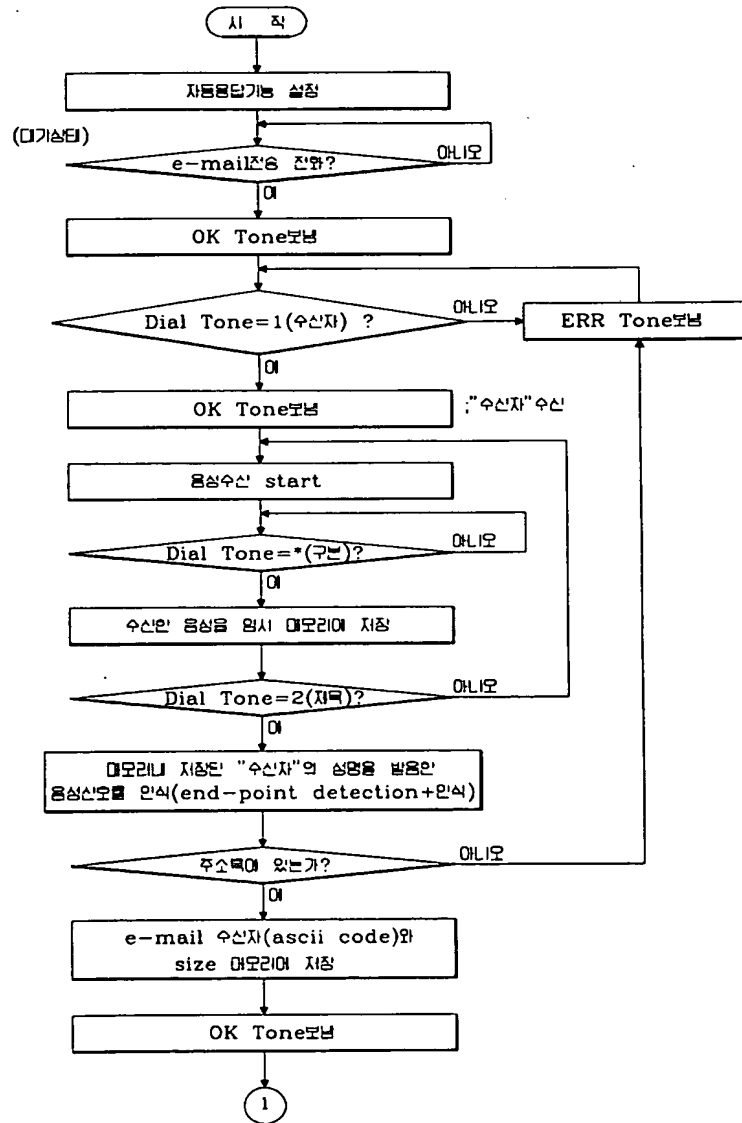 시 작
자동응답기능 설정
(대기상태)
e-mail전용 전화?
아니오
예
OK Tone보냄
Dial Tone=1(수신자) ?
아니오
ERR Tone보냄
예
OK Tone보냄
;"수신자"수신
음성수신 start
Dial Tone=*(구분)?
아니오
예
수신한 음성을 임시 메모리에 저장
Dial Tone=2(제목)?
아니오
예
메모리내 저장된 "수신자"의 성명을 발음한
음성신호를 인식(end-point detection+인식)
주소록에 있는가?
아니오
예
e-mail 수신자(ascii code)와
size 메모리에 저장
OK Tone보냄
1